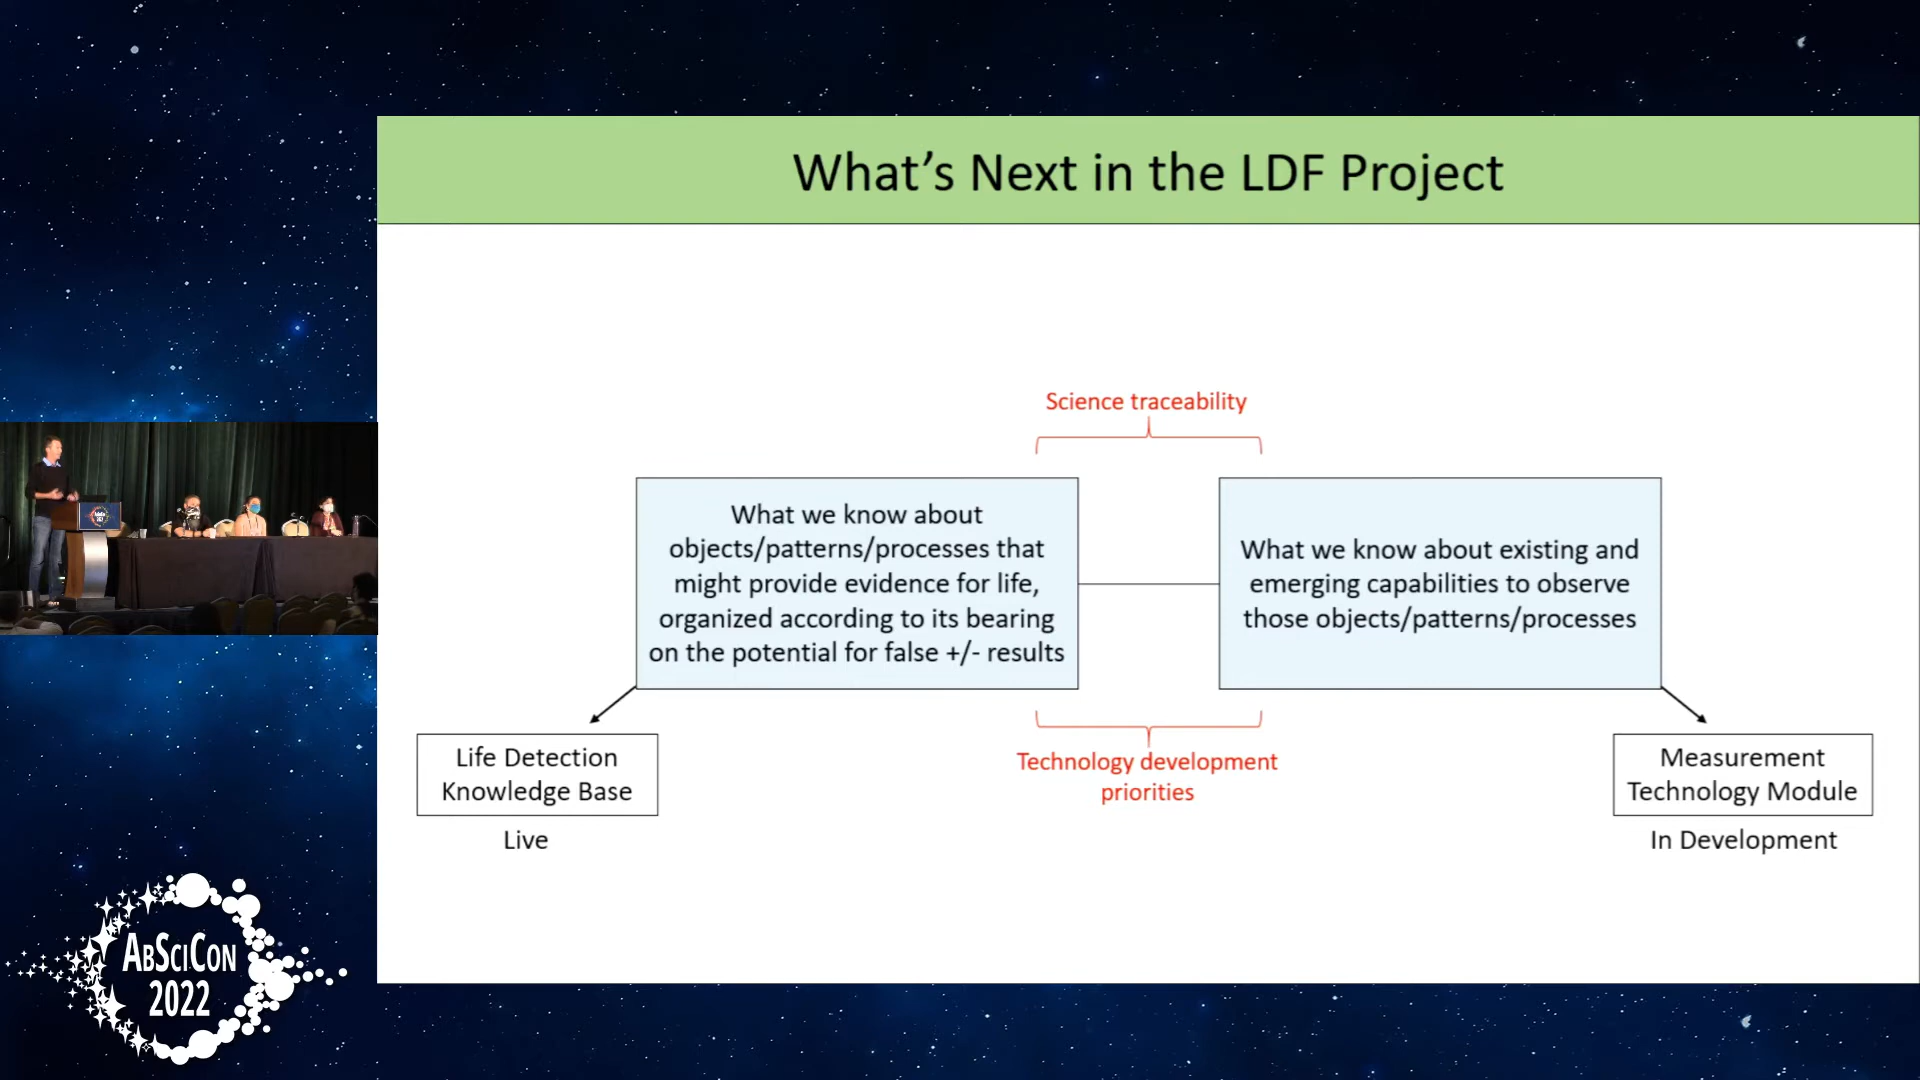 What's Next in the LDF Project
Science traceability
What we know about
objects/patterns/processes that
might provide evidence for life,
organized according to its bearing
on the potential for false +/- results
What we know about existing and
emerging capabilities to observe
those objects/patterns/processes
Life Detection
Knowledge Base
Live
Technology development
priorities
Measurement
Technology Module
In Development
ABSCICON
2022